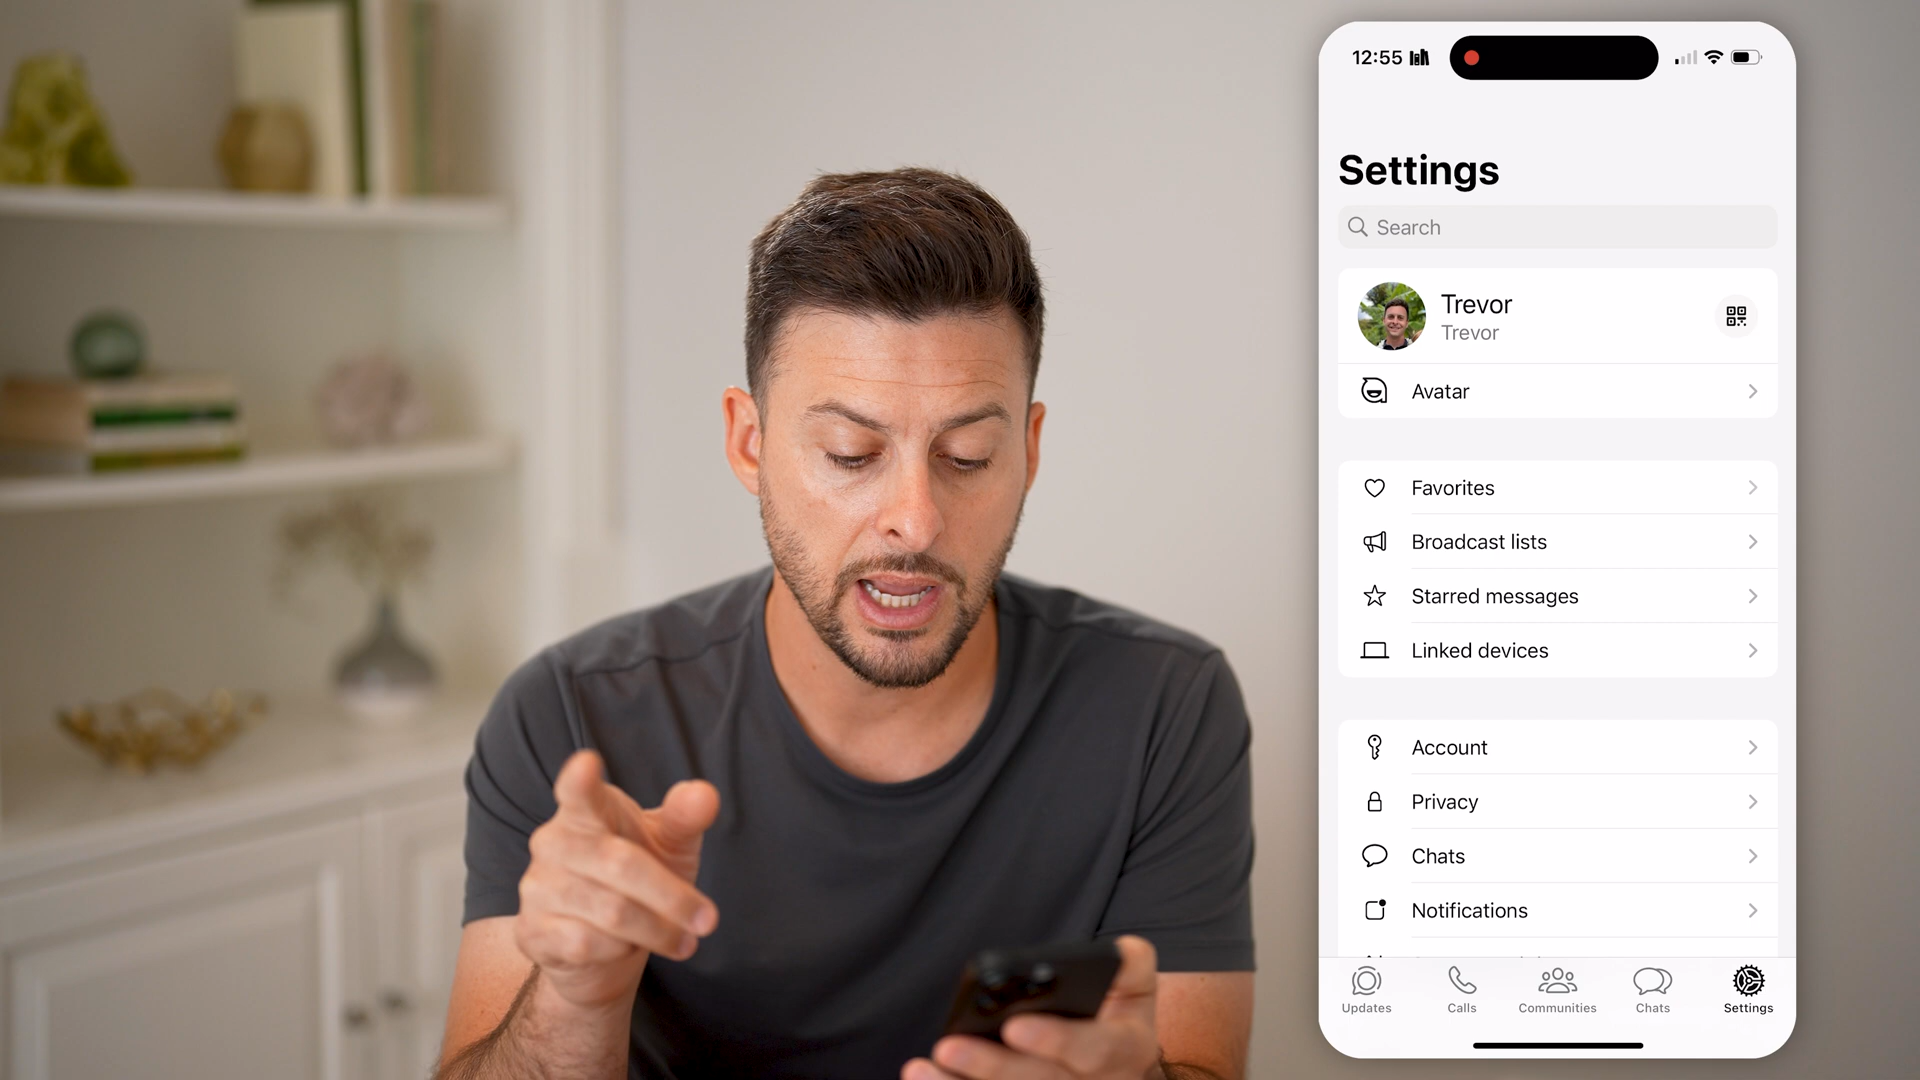 12:55
Settings
Search
Trevor
Trevor
Avatar
Favorites
Broadcast lists
Starred messages
Linked devices
Account
Privacy
Chats
Notifications
Updates
Calls
Communities
Chats
Settings